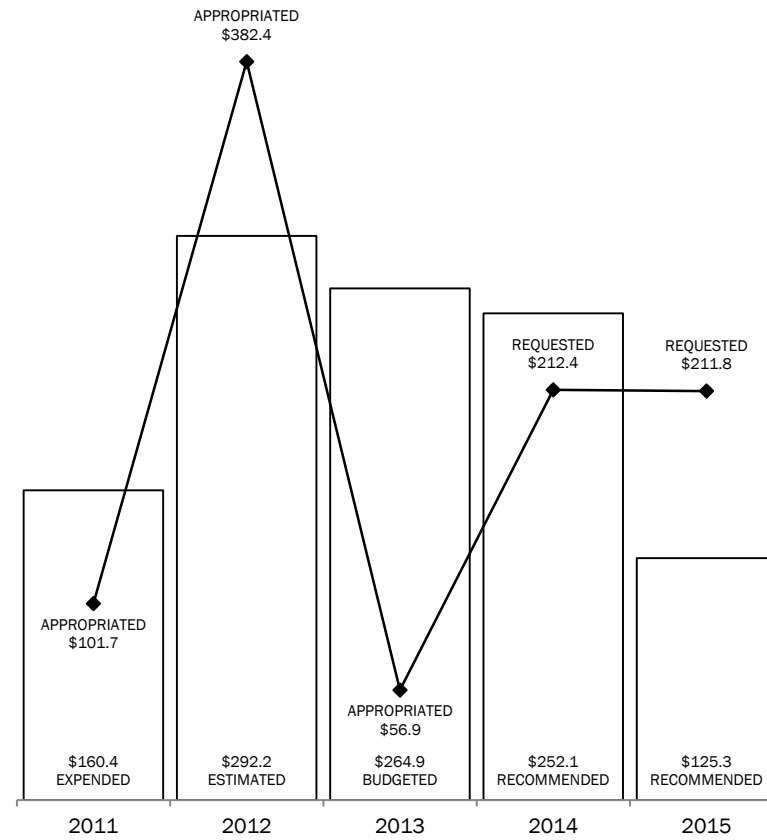 APPROPRIATED
$382.4
REQUESTED
$212.4
REQUESTED
$211.8
APPROPRIATED
$101.7
APPROPRIATED
$56.9
$160.4
EXPENDED
$292.2
ESTIMATED
$264.9
BUDGETED
$252.1
RECOMMENDED
$125.3
RECOMMENDED
2011
2012
2013
2014
2015